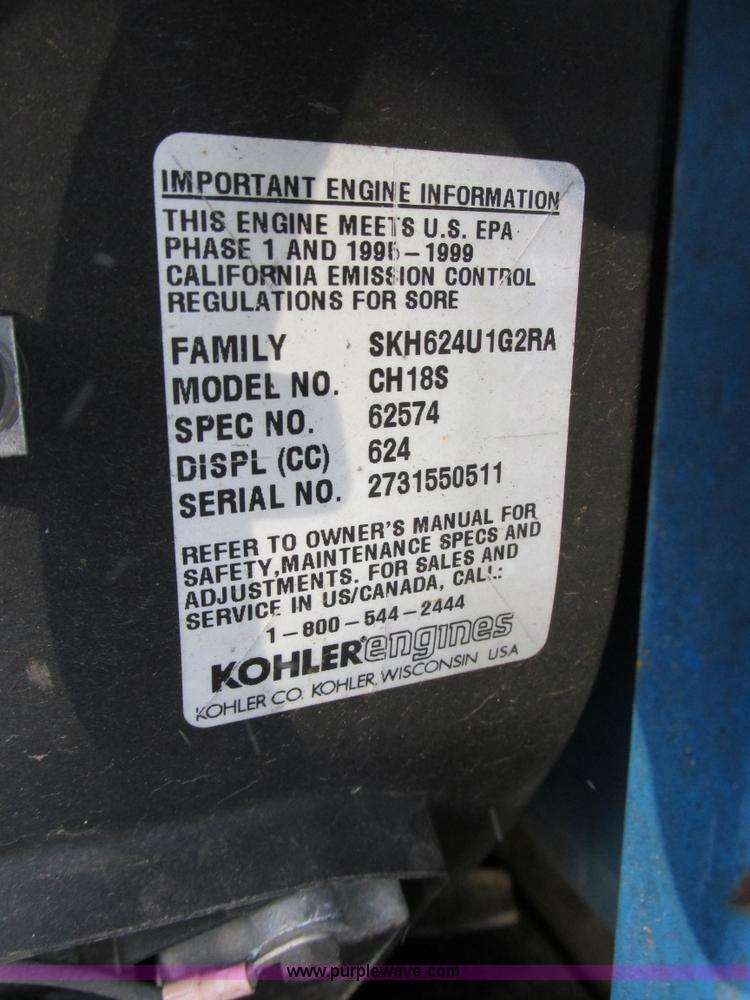 IMPORTANT ENGINE INFORMATION
THIS ENGINE MEETS U.S. EPA
PHASE 1 AND 1995-1999
CALIFORNIA EMISSION CONTROL
REGULATIONS FOR SORE
FAMILY SKH624U1G2RA
MODEL NO. CH18S
SPEC NO. 62574
DISPL (CC) 624
SERIAL NO. 2731550511
REFER TO OWNER'S MANUAL FOR
SAFETY, MAINTENANCE SPECS AND
ADJUSTMENTS. FOR SALES AND
SERVICE IN US/CANADA, CALL:
1-800-544-2444
KOHLER engines
KOHLER CO. KOHLER, WISCONSIN USA
www.purplewave.com